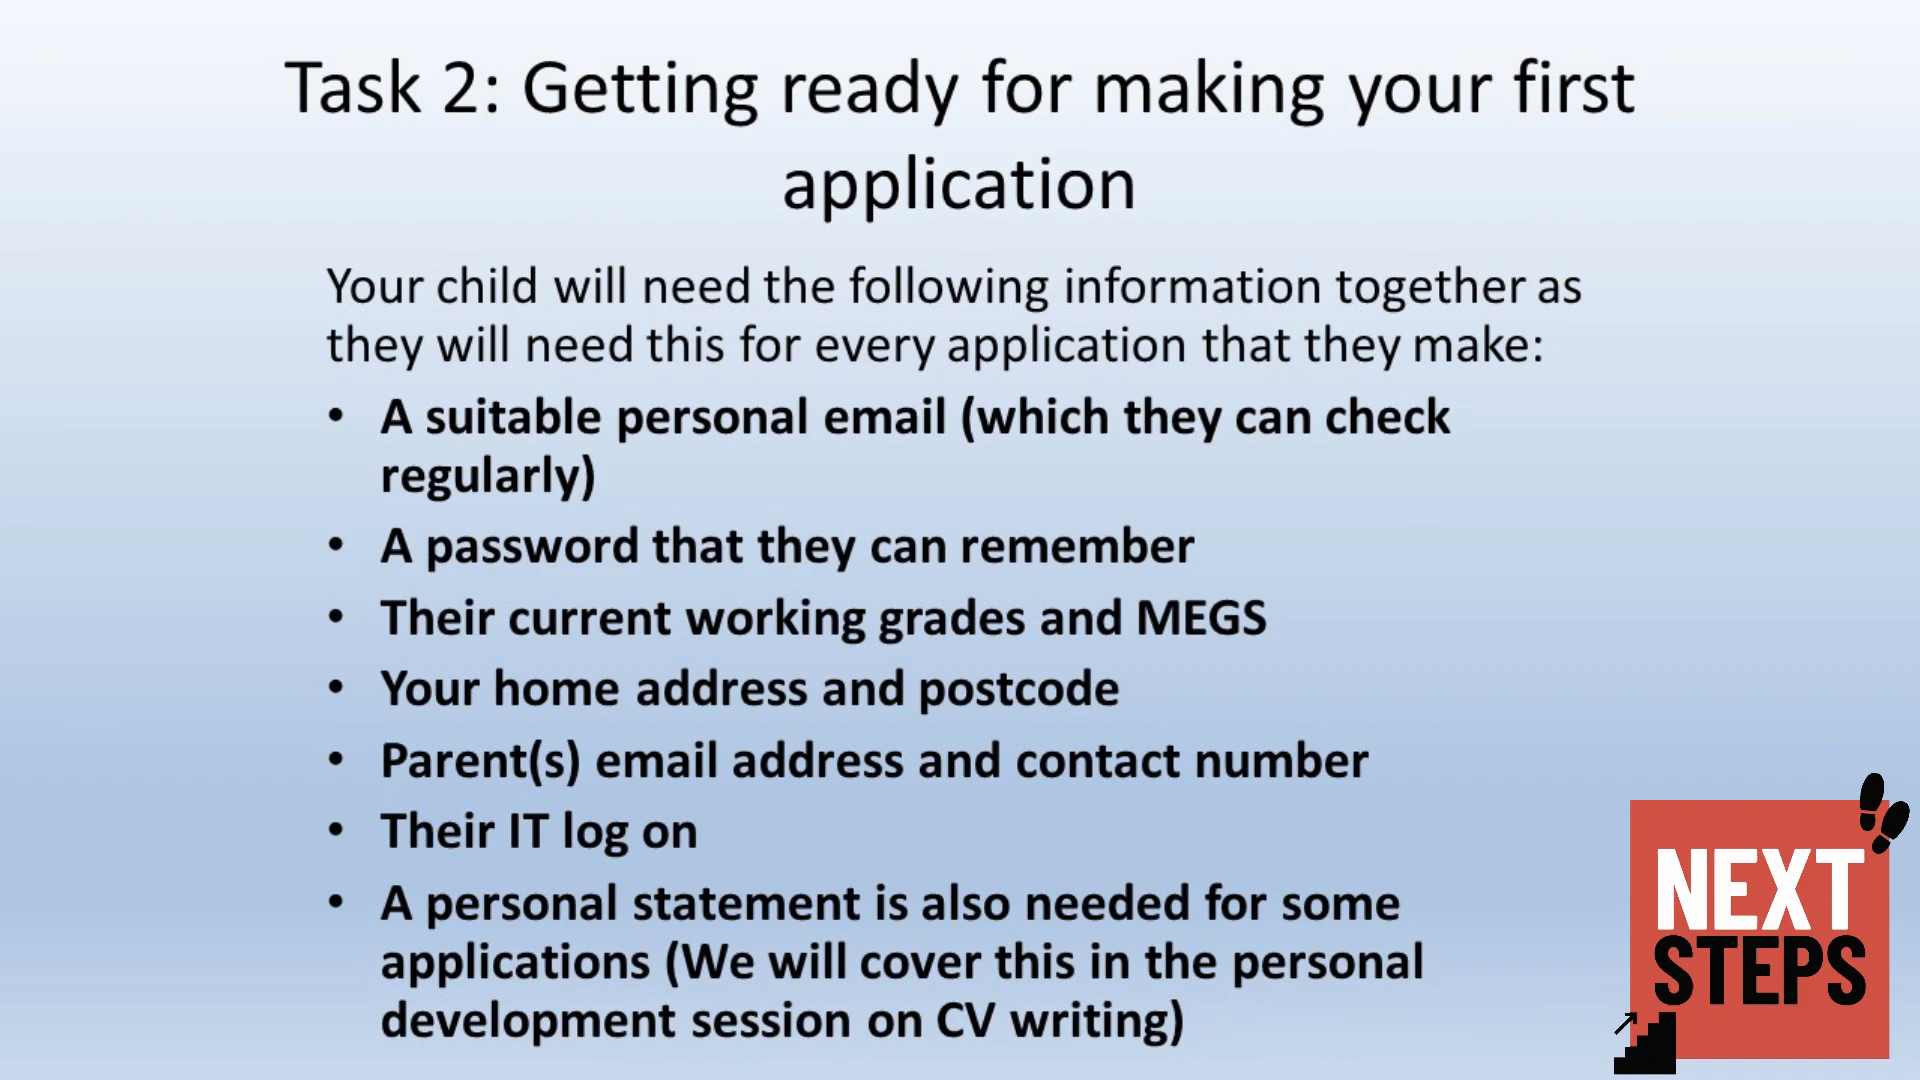 Task 2: Getting ready for making your first
application
Your child will need the following information together as
they will need this for every application that they make:
• A suitable personal email (which they can check
regularly)
• A password that they can remember
• Their current working grades and MEGS
• Your home address and postcode
• Parent(s) email address and contact number
• Their IT log on
• A personal statement is also needed for some
applications (We will cover this in the personal
development session on CV writing)
NEXT
STEPS